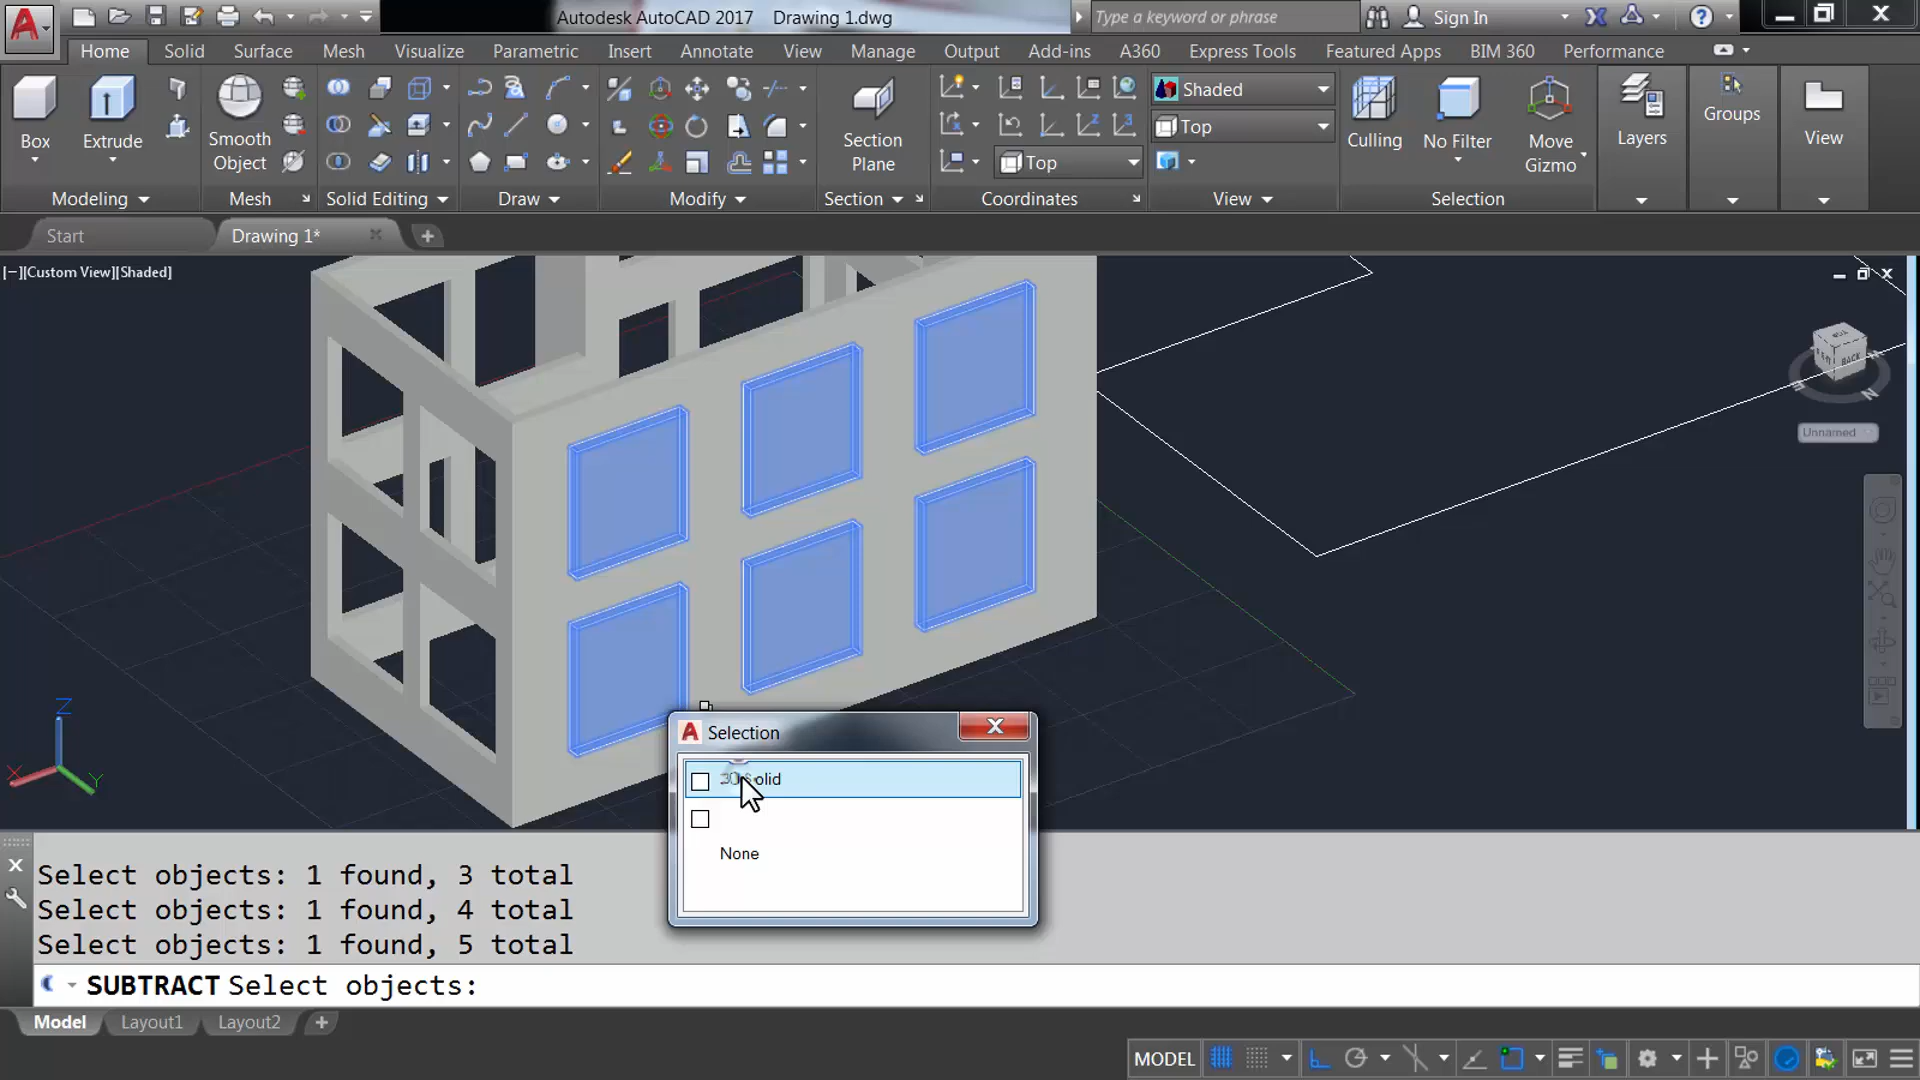 Autodesk AutoCAD 2017 Drawing 1.dwg
Type a keyword or phrase
Sign In
Home Solid Surface Mesh Visualize Parametric Insert Annotate View Manage Output Add-ins A360 Express Tools Featured Apps BIM 360 Performance
Box
Extrude
Smooth Object
Section Plane
Shaded
Top
Top
Culling
No Filter
Move Gizmo
Layers
Groups
View
Modeling Mesh Solid Editing Draw Modify Section Coordinates View Selection
Start Drawing 1*
[−][Custom View][Shaded]
BACK
Unnamed
Z
X
Y
Selection
None
Select objects: 1 found, 3 total
Select objects: 1 found, 4 total
Select objects: 1 found, 5 total
SUBTRACT Select objects:
Model Layout1 Layout2
MODEL